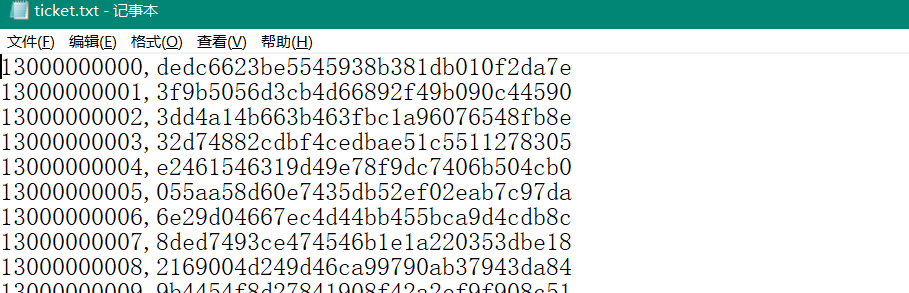 ticket.txt - 记事本
文件(F) 编辑(E) 格式(O) 查看(V) 帮助(H)
13000000000,dedc6623be5545938b381db010f2da7e
13000000001,3f9b5056d3cb4d66892f49b090c44590
13000000002,3dd4a14b663b463fbc1a96076548fb8e
13000000003,32d74882cdbf4cedbae51c5511278305
13000000004,e2461546319d49e78f9dc7406b504cb0
13000000005,055aa58d60e7435db52ef02eab7c97da
13000000006,6e29d04667ec4d44bb455bca9d4cdb8c
13000000007,8ded7493ce474546b1e1a220353dbe18
13000000008,2169004d249d46ca99790ab37943da84